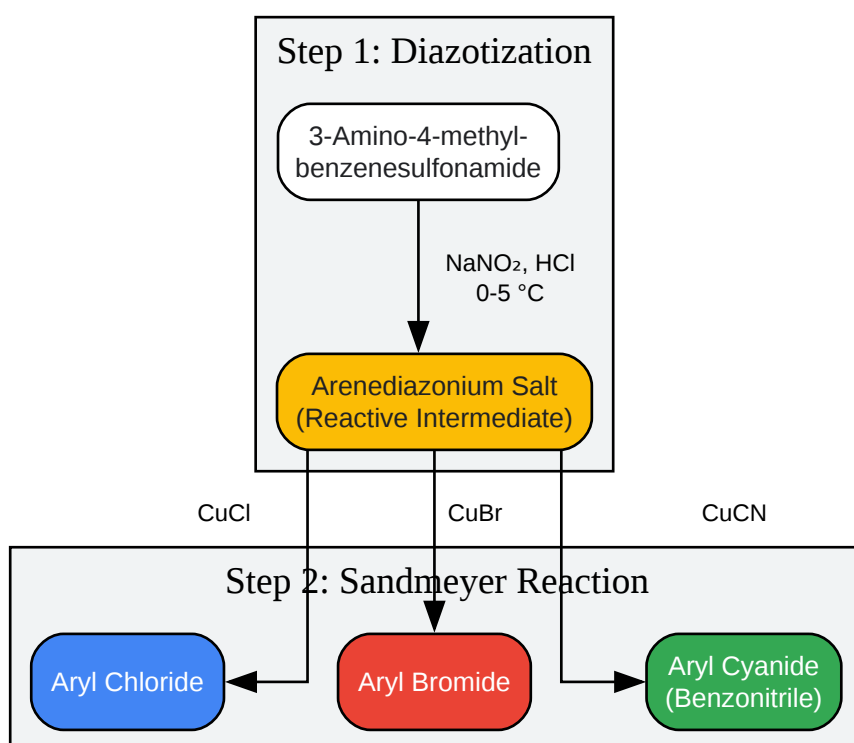 Step 1: Diazotization
3-Amino-4-methyl-
benzenesulfonamide
NaNO₂, HCl
0-5 °C
Arenediazonium Salt
(Reactive Intermediate)
CuCl
CuBr
CuCN
Step 2: Sandmeyer Reaction
Aryl Chloride
Aryl Bromide
Aryl Cyanide
(Benzonitrile)